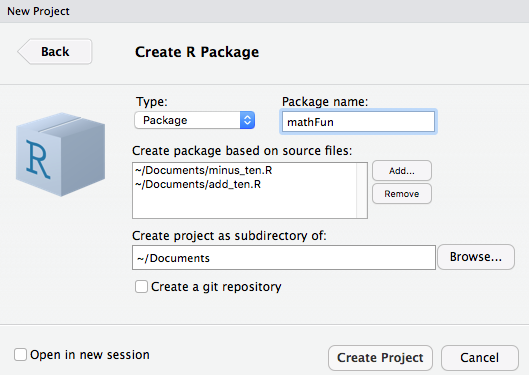 New Project
Back
Create R Package
R
Type:
Package name:
Package
mathFun
Create package based on source files:
~/Documents/minus_ten.R
~/Documents/add_ten.R
Add...
Remove
Create project as subdirectory of:
~/Documents
Browse...
Create a git repository
Open in new session
Create Project
Cancel